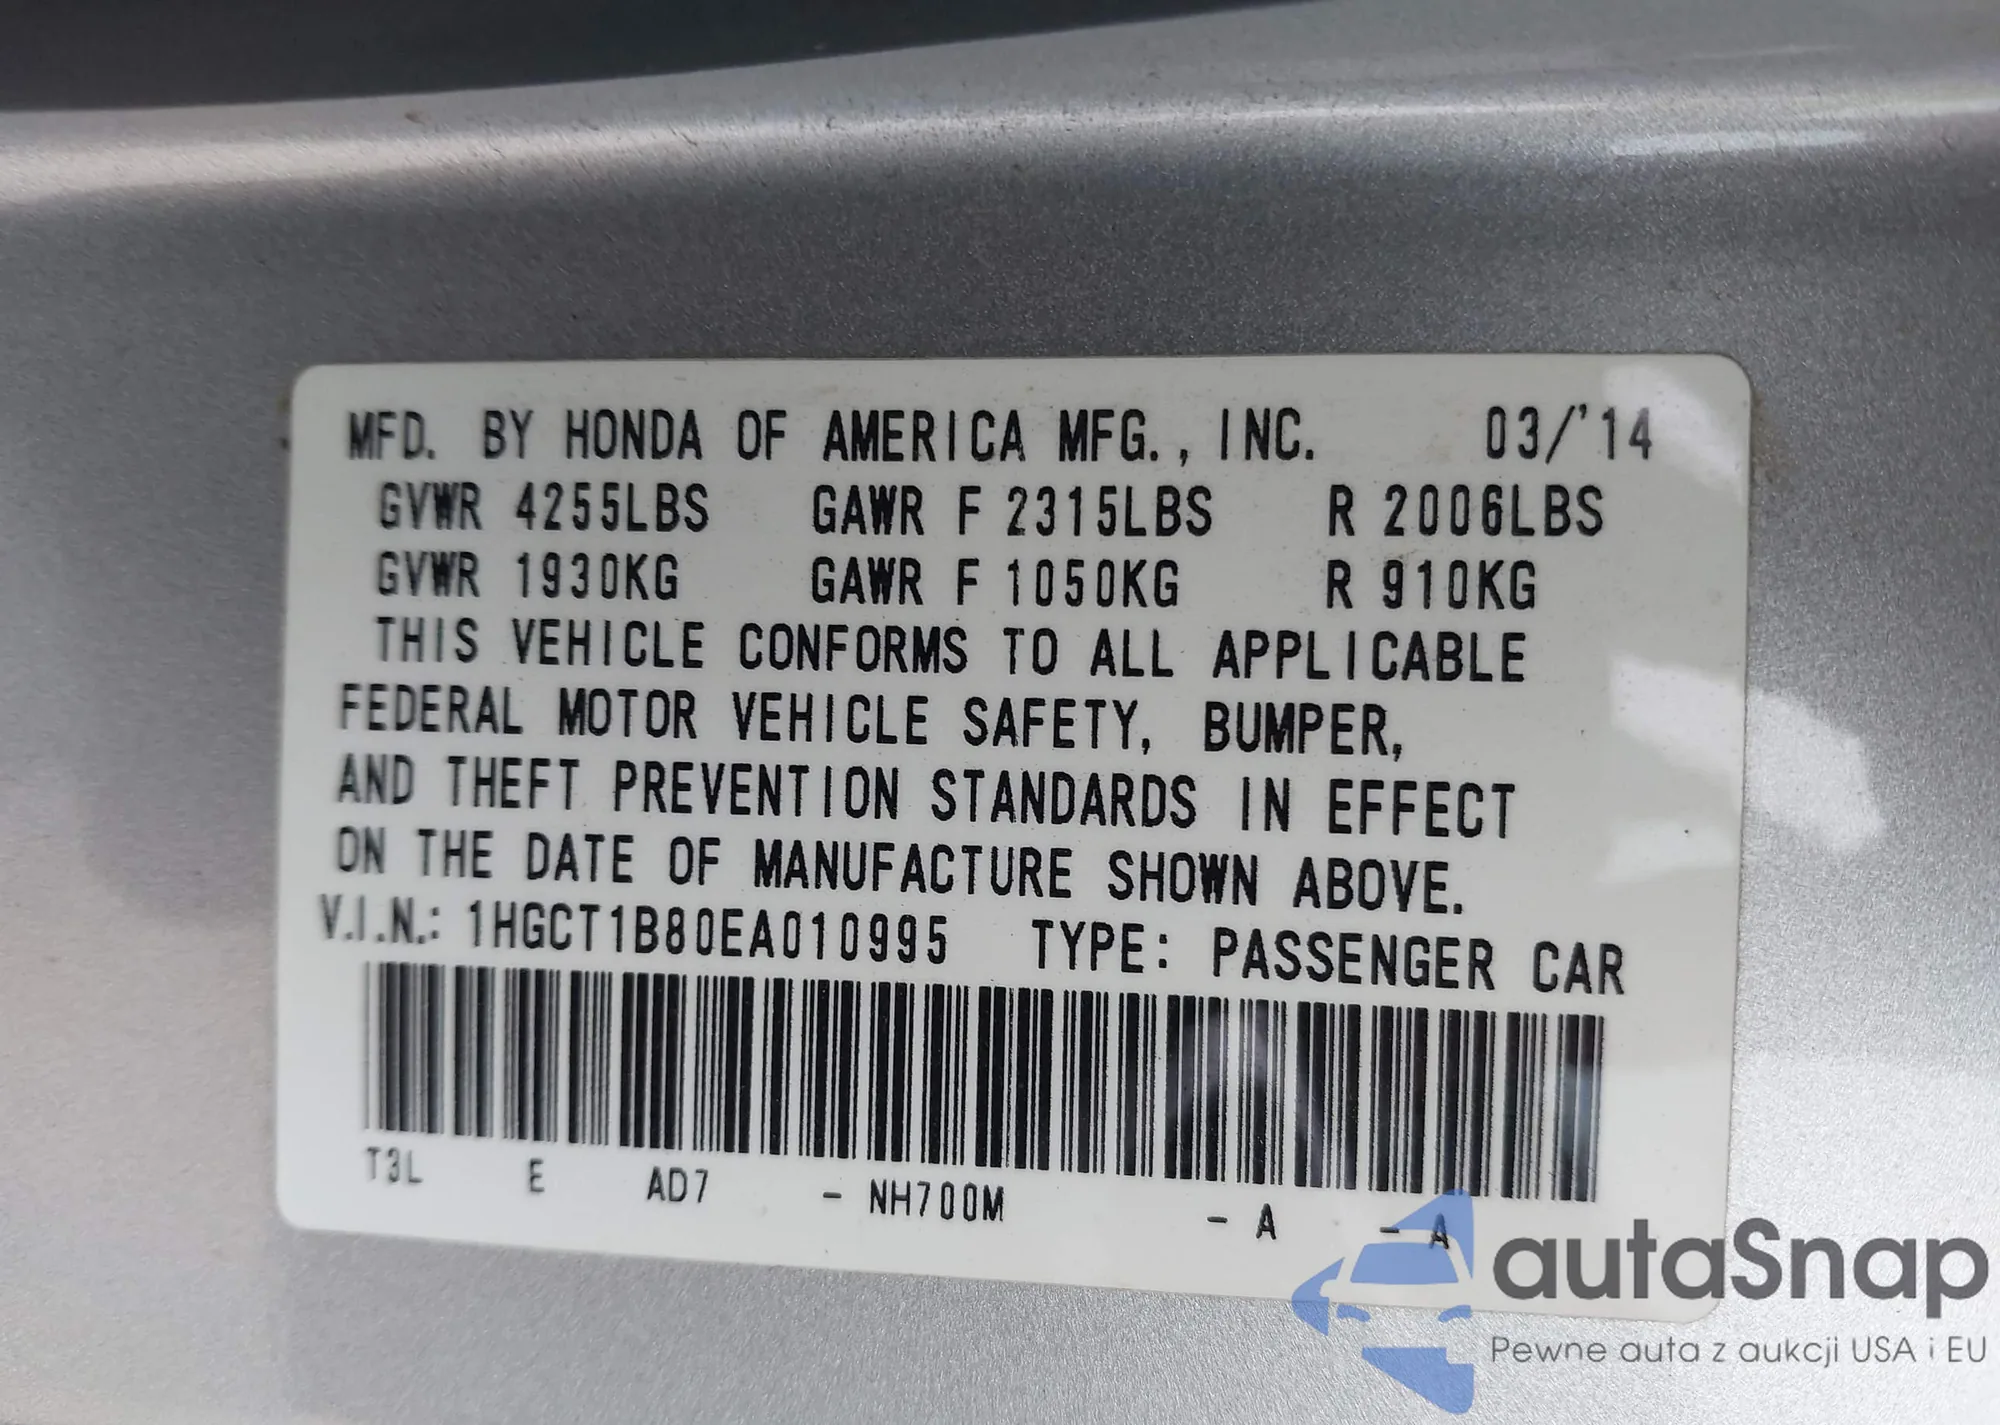 MFD. BY HONDA OF AMERICA MFG., INC. 03/'14
GVWR 4255LBS GAWR F 2315LBS R 2006LBS
GVWR 1930KG GAWR F 1050KG R 910KG
THIS VEHICLE CONFORMS TO ALL APPLICABLE
FEDERAL MOTOR VEHICLE SAFETY, BUMPER,
AND THEFT PREVENTION STANDARDS IN EFFECT
ON THE DATE OF MANUFACTURE SHOWN ABOVE.
V.I.N.: 1HGCT1B80EA010995 TYPE: PASSENGER CAR
T3L E AD7 - NH700M - A - A
autaSnap
Pewne auta z aukcji USA i EU